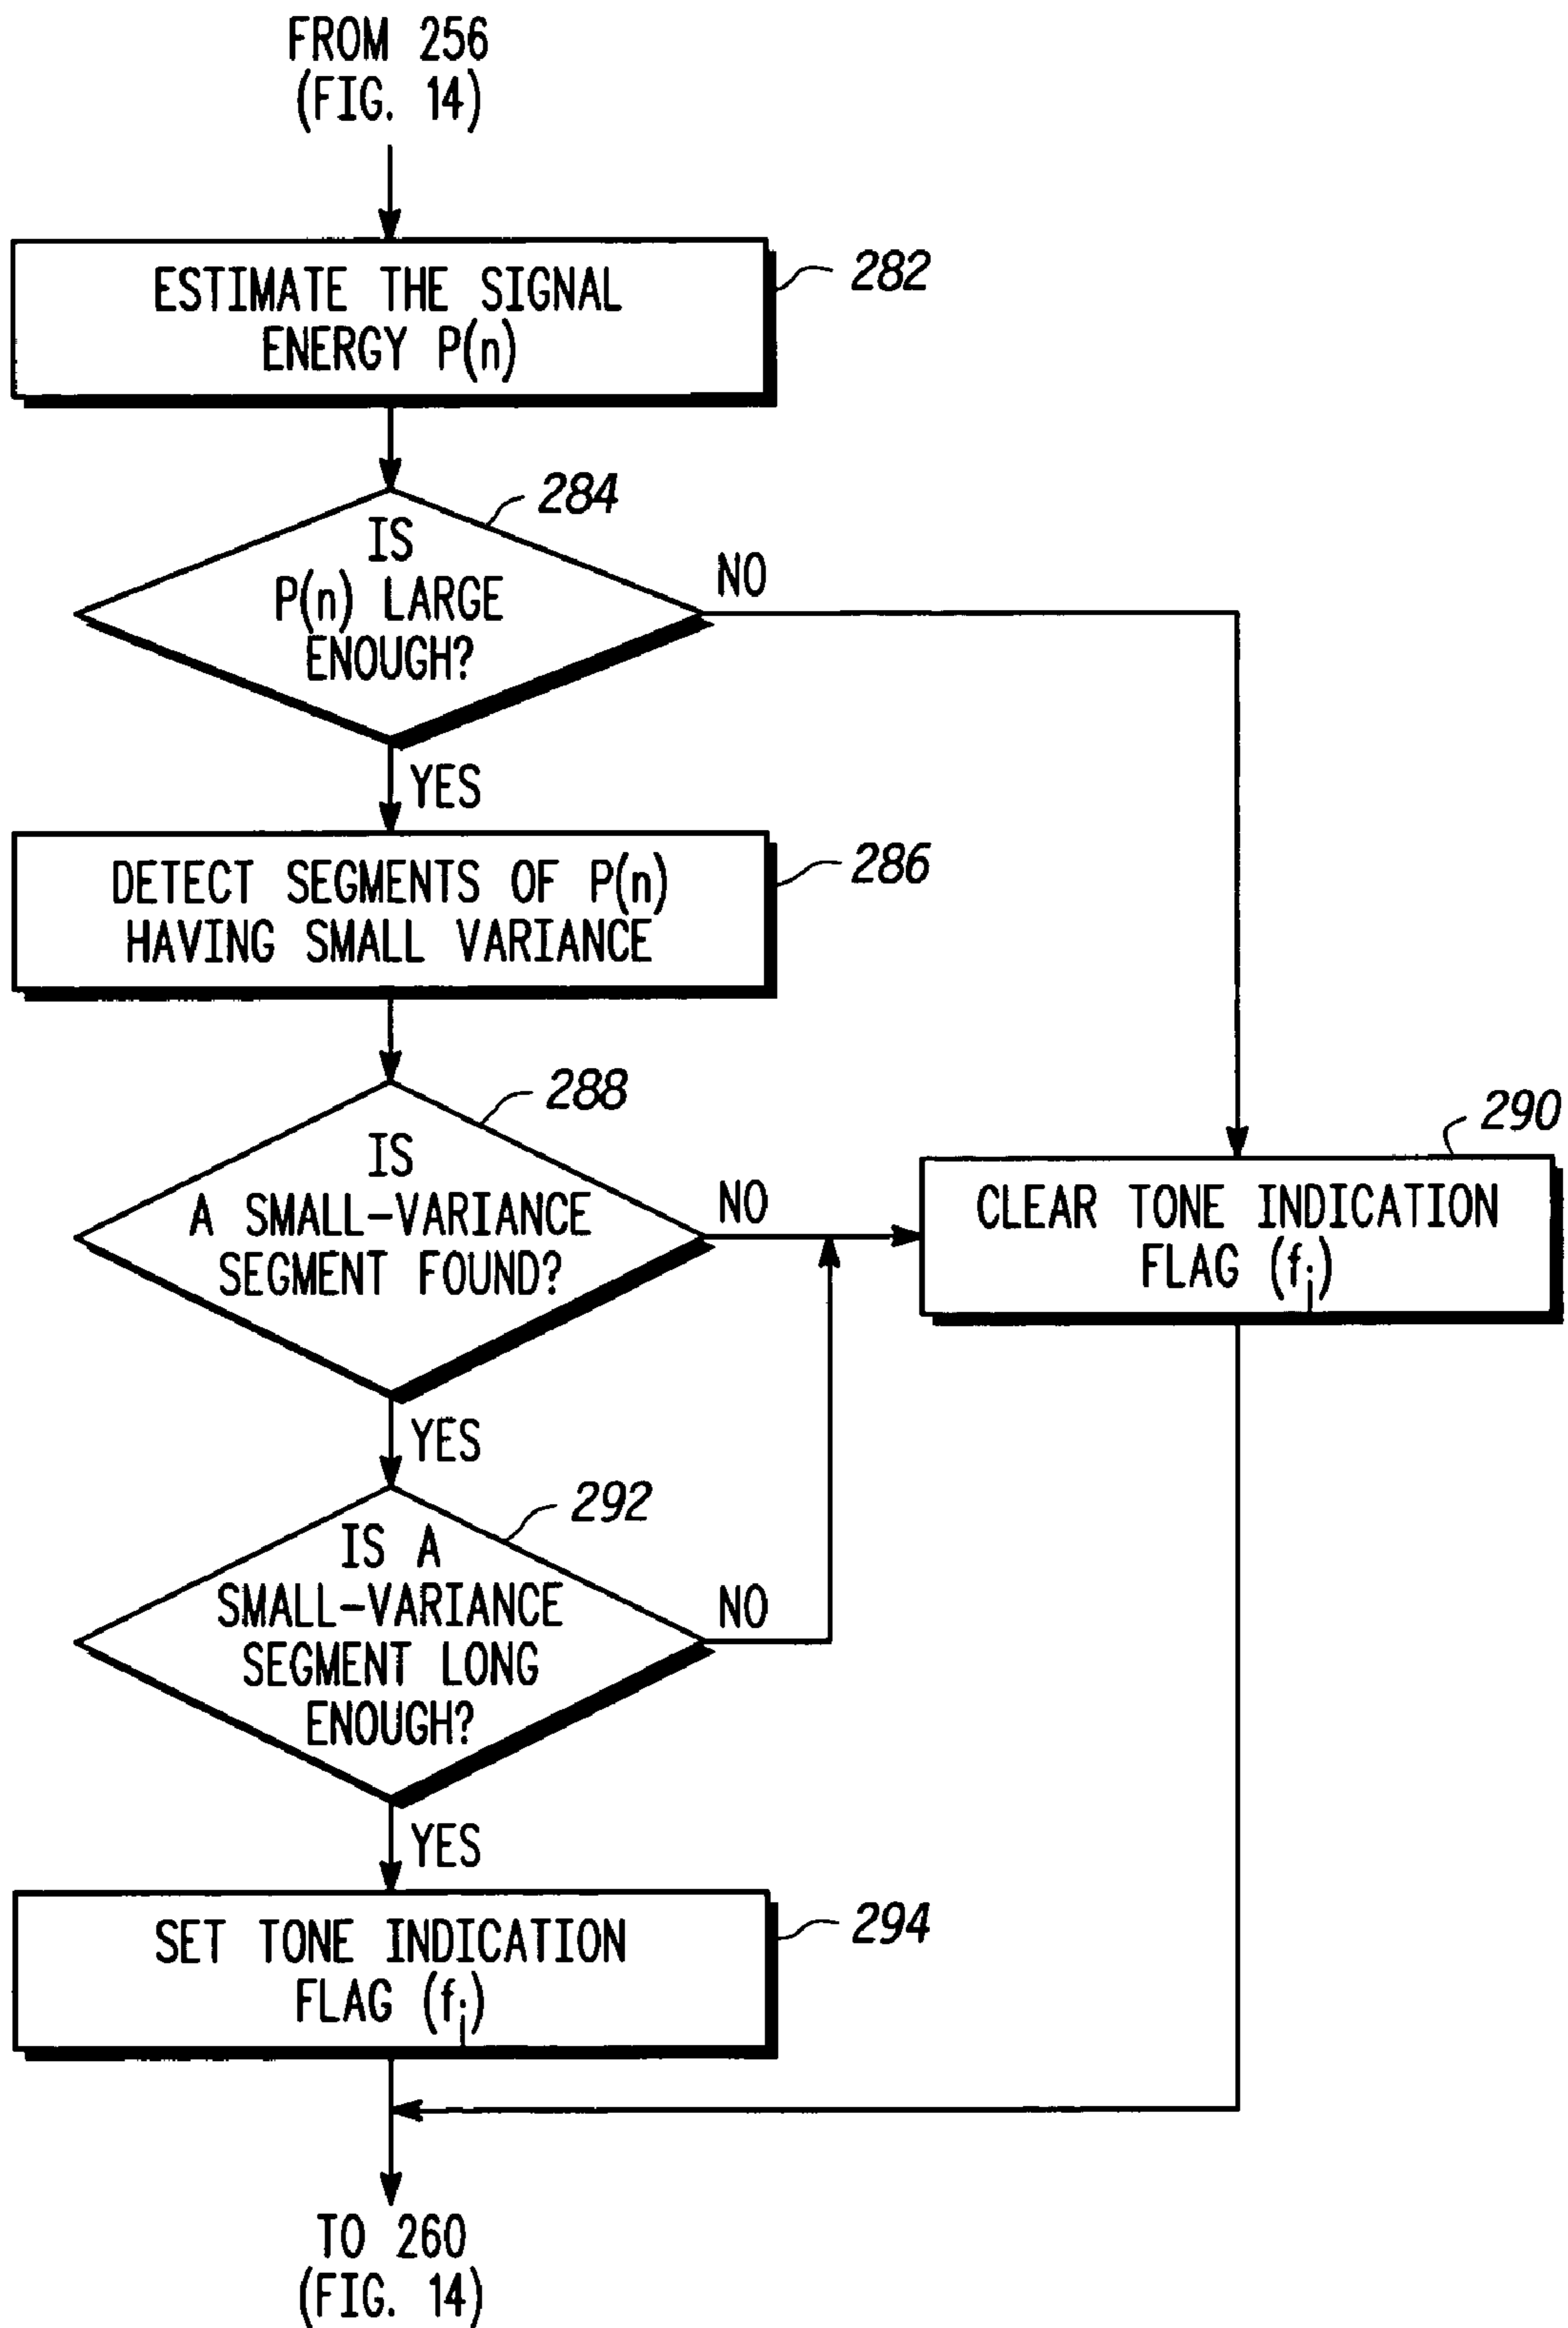 FROM 256
(FIG. 14)
ESTIMATE THE SIGNAL
ENERGY P(n)
282
IS
P(n) LARGE
ENOUGH?
284
NO
YES
DETECT SEGMENTS OF P(n)
HAVING SMALL VARIANCE
286
IS
A SMALL-VARIANCE
SEGMENT FOUND?
288
NO
YES
CLEAR TONE INDICATION
FLAG (fi)
290
IS A
SMALL-VARIANCE
SEGMENT LONG
ENOUGH?
292
NO
YES
SET TONE INDICATION
FLAG (fi)
294
TO 260
(FIG. 14)